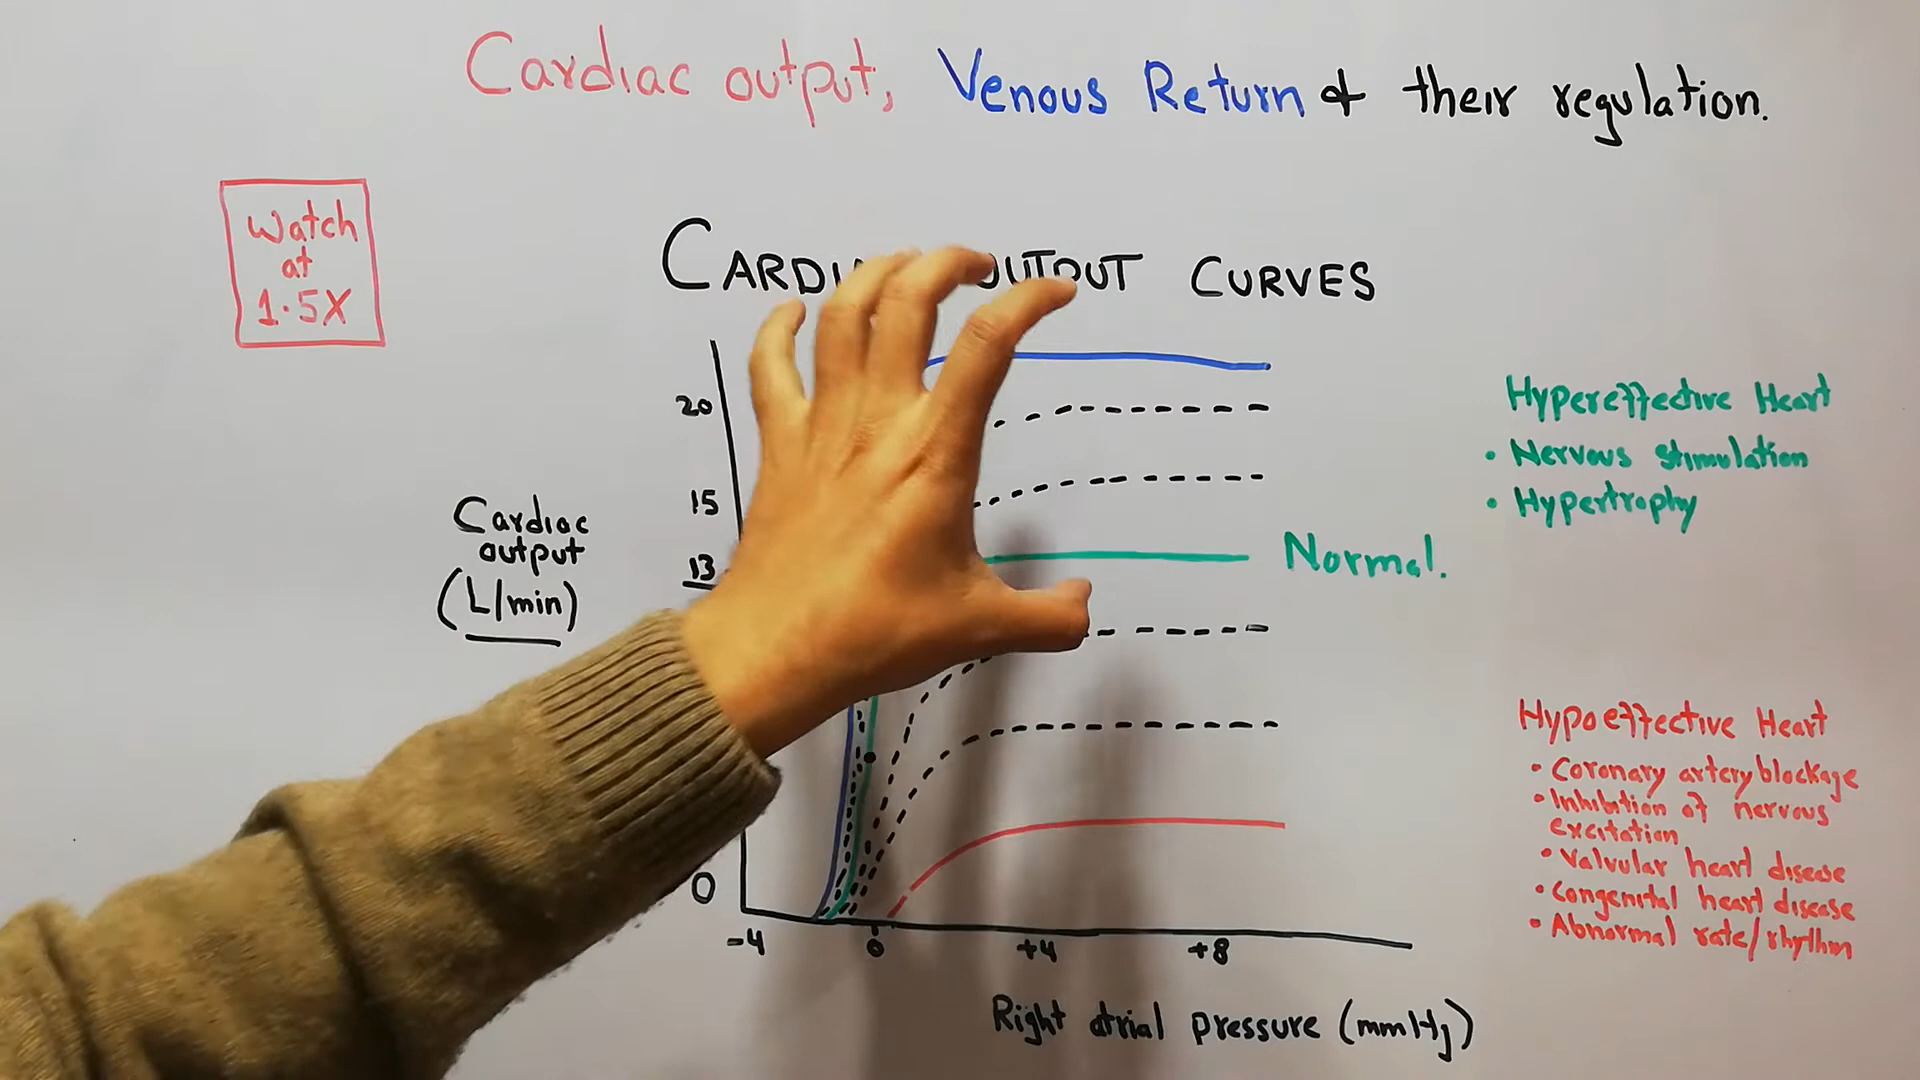 Cardiac output, Venous Return & their regulation.
Watch
at
1.5X
CARDI OUTPUT CURVES
20
15
13
0
Cardiac
output
(L/min)
-4 0 +4 +8
Right atrial pressure (mmHg)
Normal.
Hypereffective Heart
• Nervous stimulation
• Hypertrophy
Hypoeffective Heart
• Coronary artery blockage
• Inhibition of nervous
excitation
• Valvular heart disease
• Congenital heart disease
• Abnormal rate/rhythm